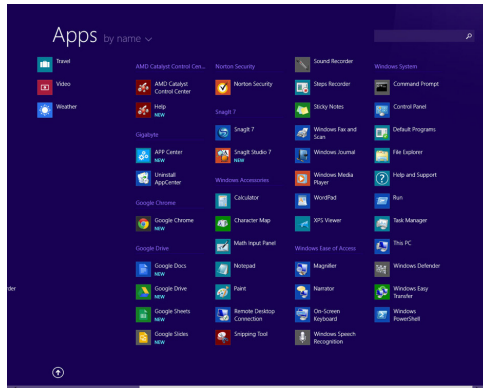 Apps by name
Travel
Video
Weather
der
AMD Catalyst Control Cen...
AMD Catalyst
Control Center
Help
NEW
Gigabyte
APP Center
NEW
Uninstall
AppCenter
Google Chrome
Google Chrome
NEW
Google Drive
Google Docs
NEW
Google Drive
NEW
Google Sheets
NEW
Google Slides
NEW
Norton Security
Norton Security
SnagIt 7
SnagIt 7
SnagIt Studio 7
NEW
Windows Accessories
Calculator
Character Map
Math Input Panel
Notepad
Paint
Remote Desktop
Connection
Snipping Tool
Sound Recorder
Steps Recorder
Sticky Notes
Windows Fax and
Scan
Windows Journal
Windows Media
Player
WordPad
XPS Viewer
Windows Ease of Access
Magnifier
Narrator
On-Screen
Keyboard
Windows Speech
Recognition
Windows System
Command Prompt
Control Panel
Default Programs
File Explorer
Help and Support
Run
Task Manager
This PC
Windows Defender
Windows Easy
Transfer
Windows
PowerShell